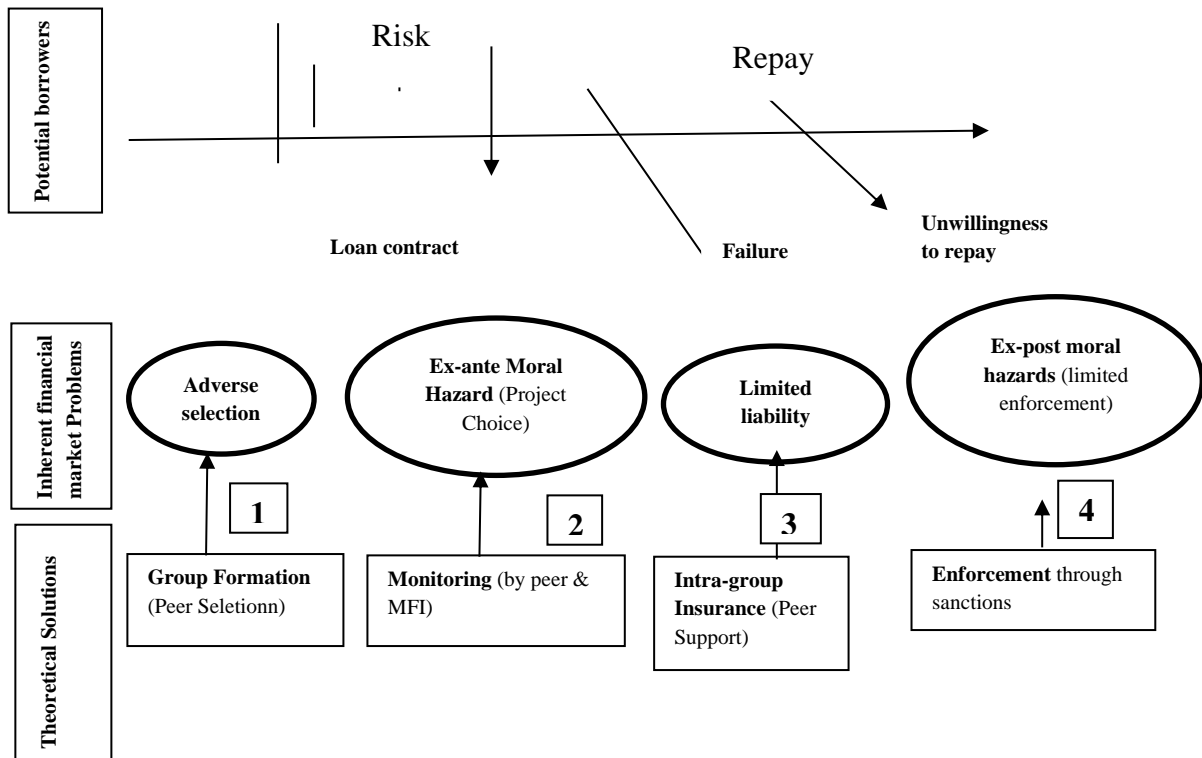 Potential borrowers
Risk
Repay
Loan contract
Failure
Unwillingness
to repay
Inherent financial
market Problems
Adverse
selection
Ex-ante Moral
Hazard (Project
Choice)
Limited
liability
Ex-post moral
hazards (limited
enforcement)
1
2
3
4
Theoretical Solutions
Group Formation
(Peer Seletionn)
Monitoring (by peer &
MFI)
Intra-group
Insurance (Peer
Support)
Enforcement through
sanctions